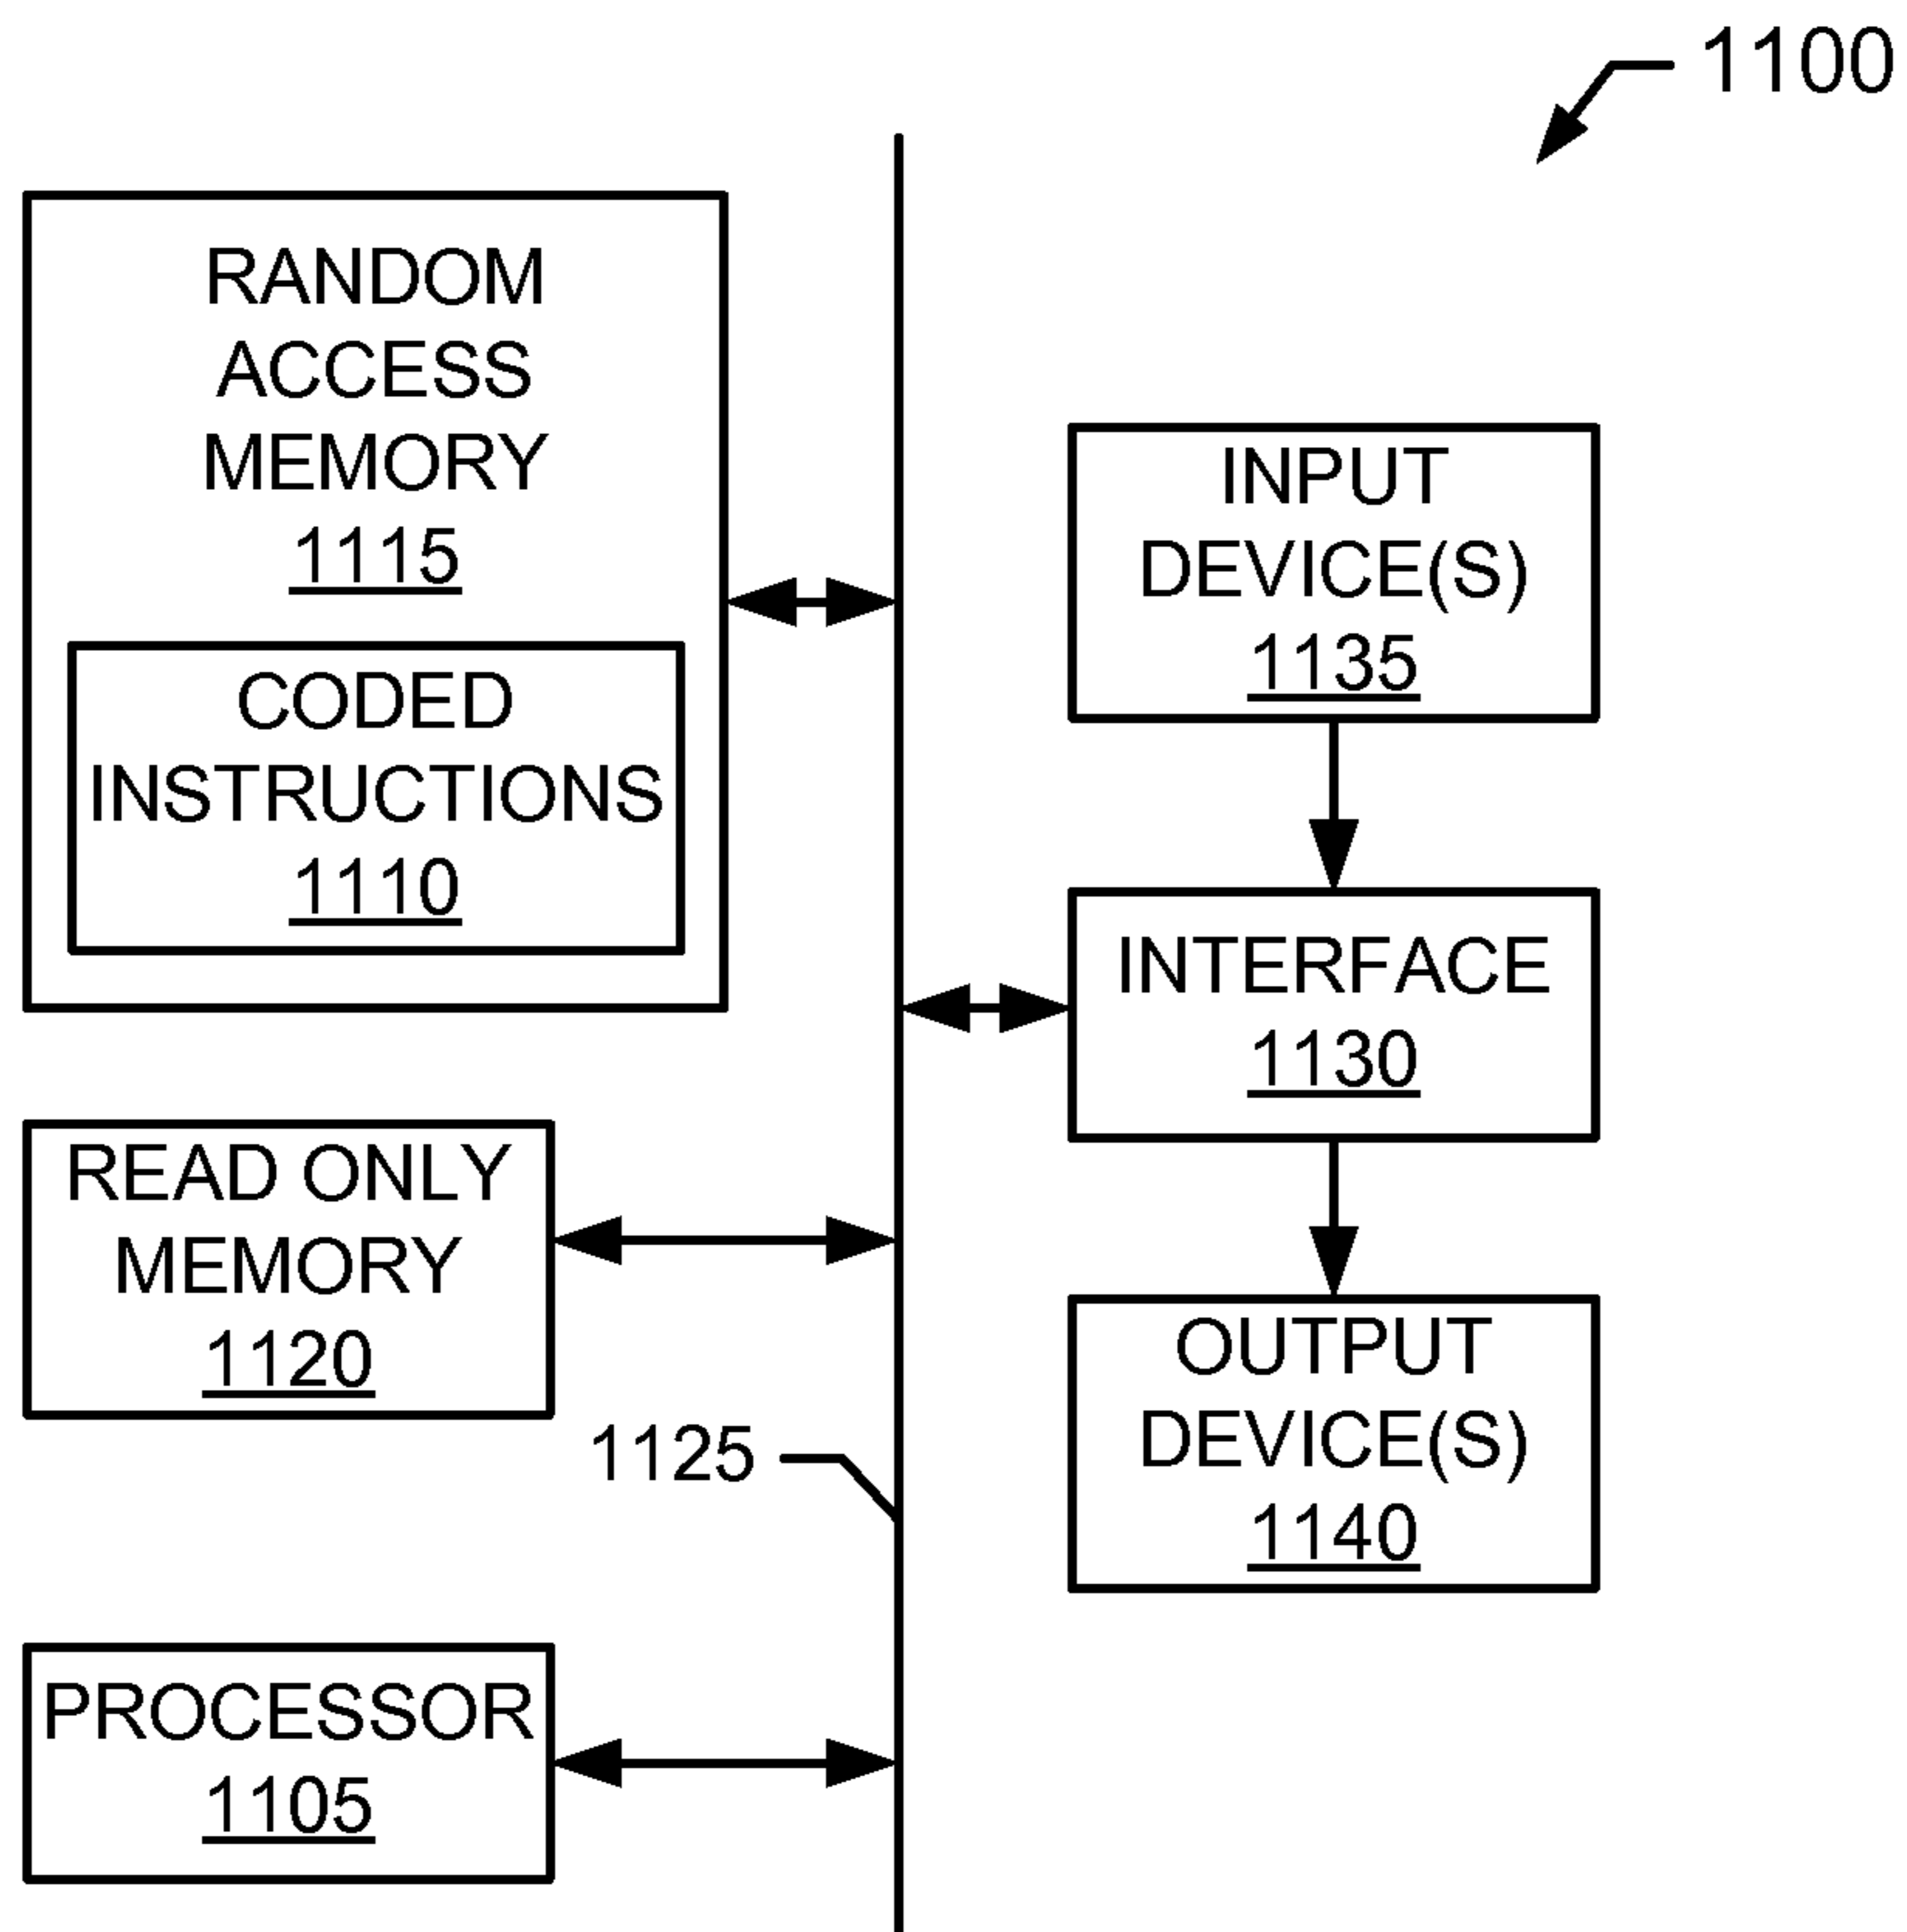 1100
RANDOM
ACCESS
MEMORY
1115
CODED
INSTRUCTIONS
1110
READ ONLY
MEMORY
1120
1125
PROCESSOR
1105
INPUT
DEVICE(S)
1135
INTERFACE
1130
OUTPUT
DEVICE(S)
1140